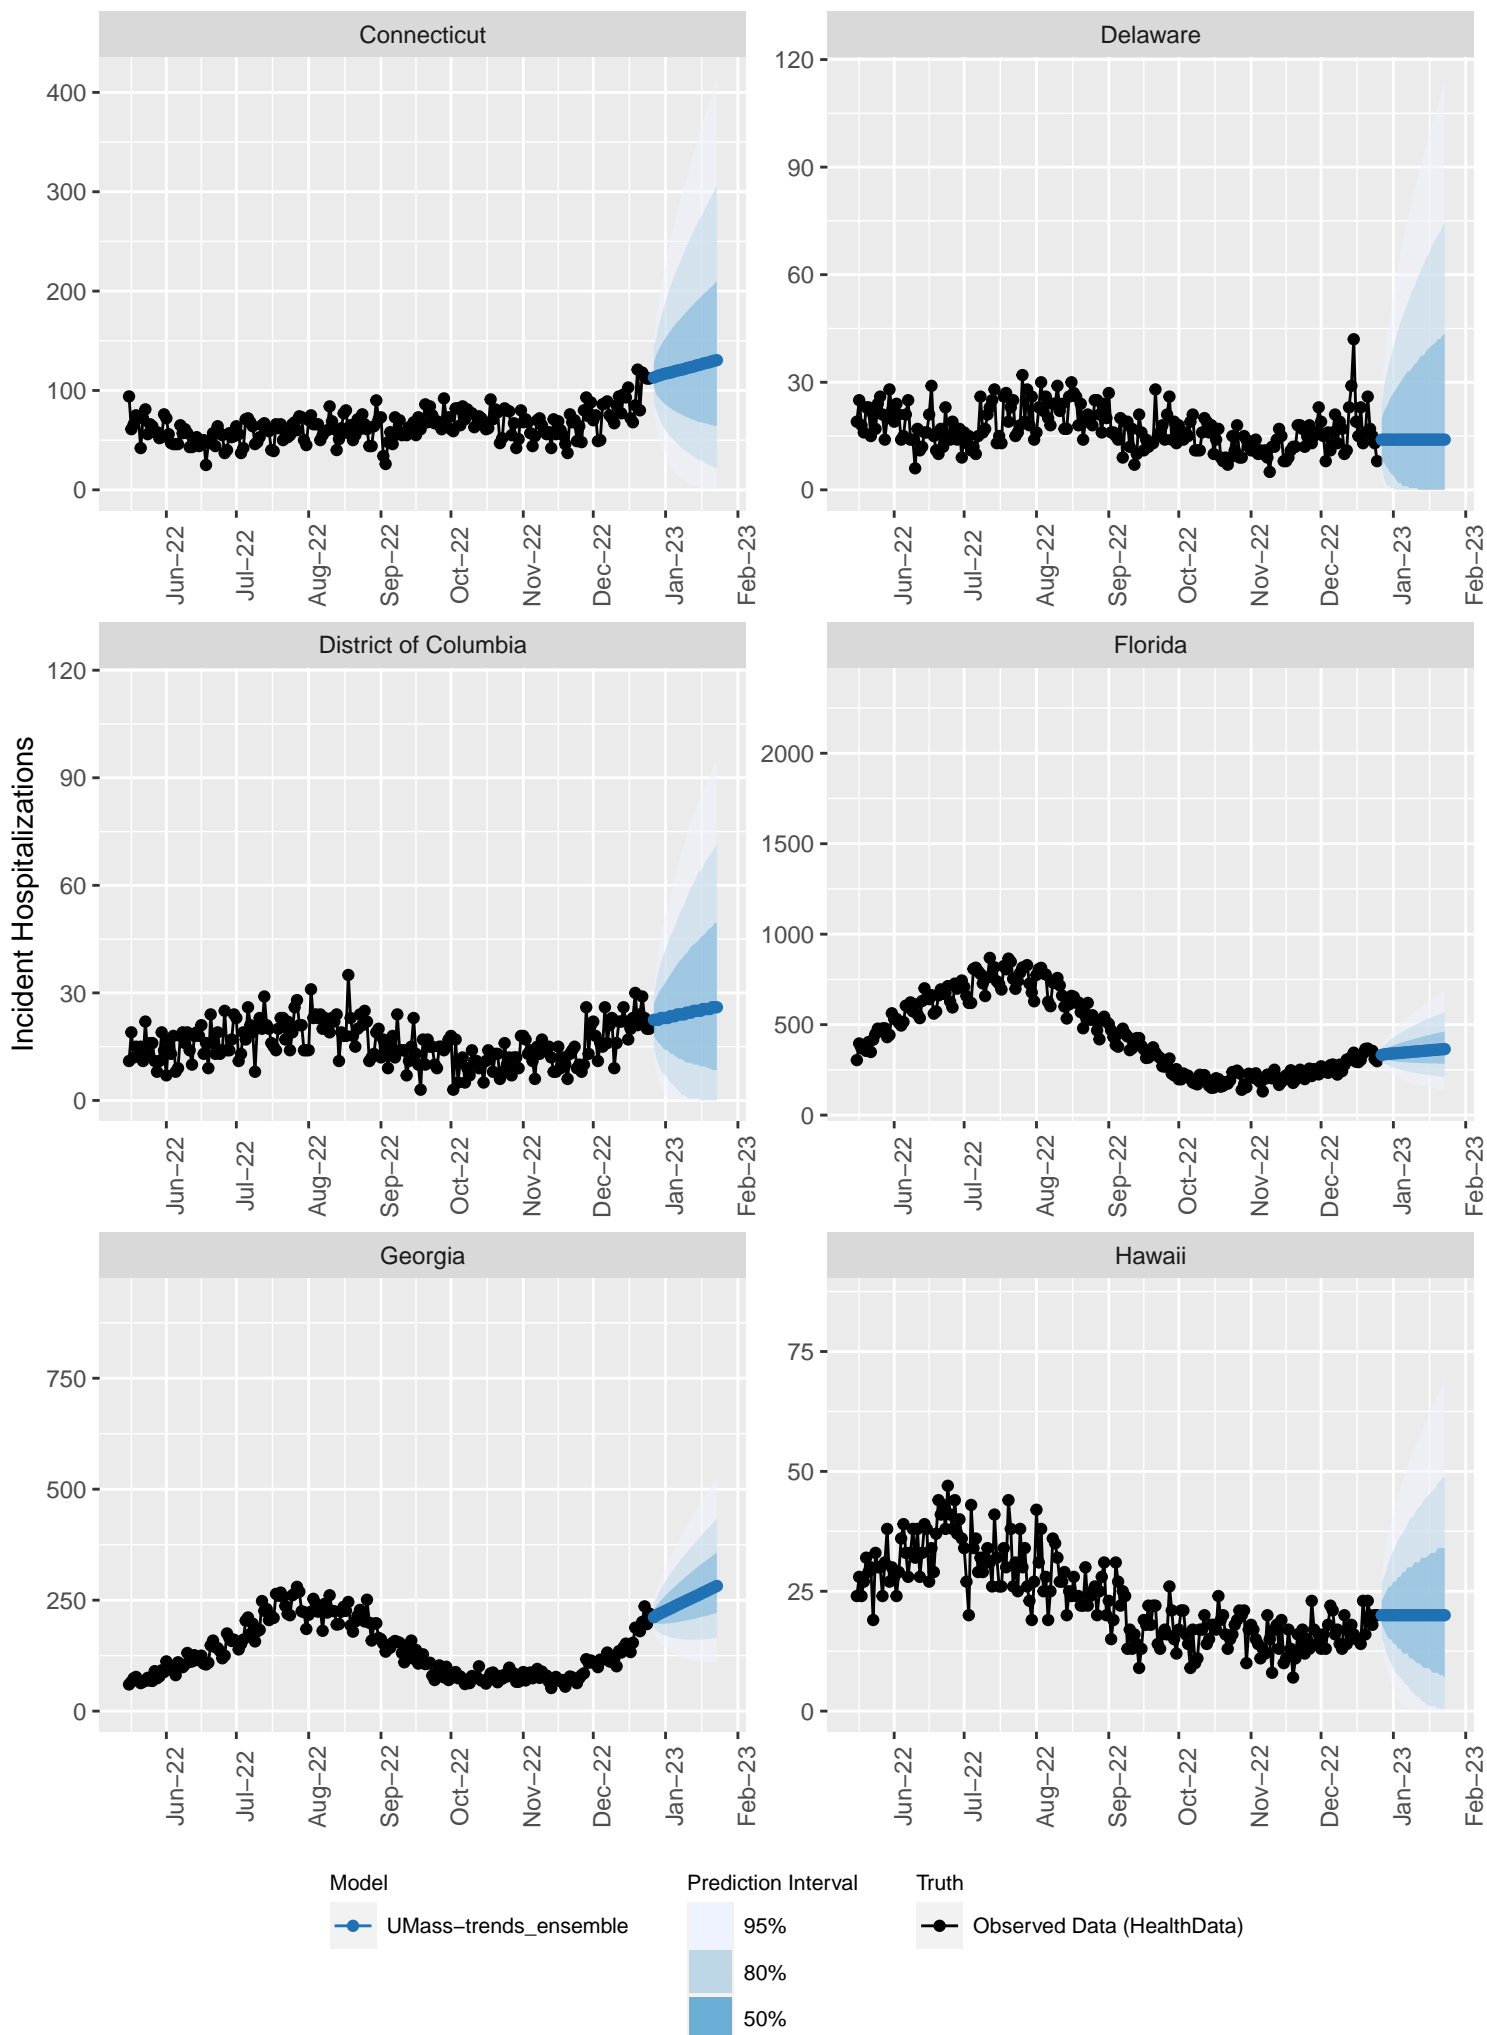 Connecticut
Delaware
400
300
200
100
0
120
90
60
30
0
Jun−22
Jul−22
Aug−22
Sep−22
Oct−22
Nov−22
Dec−22
Jan−23
Feb−23
Jun−22
Jul−22
Aug−22
Sep−22
Oct−22
Nov−22
Dec−22
Jan−23
Feb−23
District of Columbia
Florida
Incident Hospitalizations
120
90
60
30
0
2000
1500
1000
500
0
Jun−22
Jul−22
Aug−22
Sep−22
Oct−22
Nov−22
Dec−22
Jan−23
Feb−23
Jun−22
Jul−22
Aug−22
Sep−22
Oct−22
Nov−22
Dec−22
Jan−23
Feb−23
Georgia
Hawaii
750
500
250
0
75
50
25
0
Jun−22
Jul−22
Aug−22
Sep−22
Oct−22
Nov−22
Dec−22
Jan−23
Feb−23
Jun−22
Jul−22
Aug−22
Sep−22
Oct−22
Nov−22
Dec−22
Jan−23
Feb−23
Model
UMass−trends_ensemble
Prediction Interval
95%
80%
50%
Truth
Observed Data (HealthData)